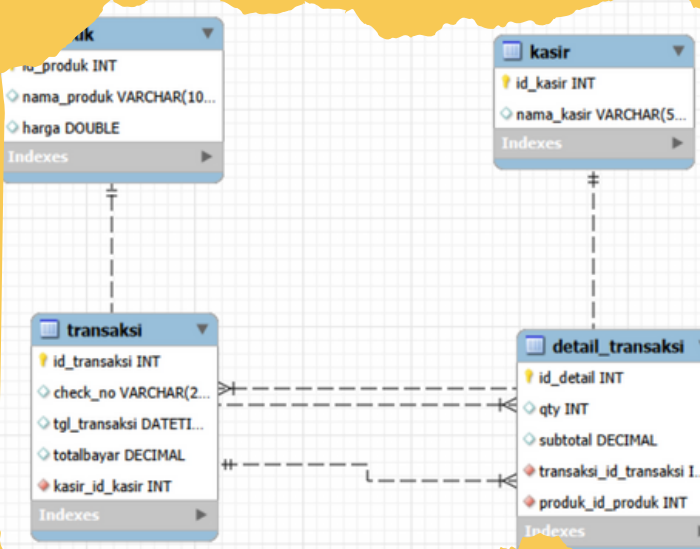 id_produk INT
nama_produk VARCHAR(10...
harga DOUBLE
Indexes
kasir
id_kasir INT
nama_kasir VARCHAR(5...
Indexes
transaksi
id_transaksi INT
check_no VARCHAR(2...
tgl_transaksi DATETI...
totalbayar DECIMAL
kasir_id_kasir INT
Indexes
detail_transaksi
id_detail INT
qty INT
subtotal DECIMAL
transaksi_id_transaksi I...
produk_id_produk INT
Indexes